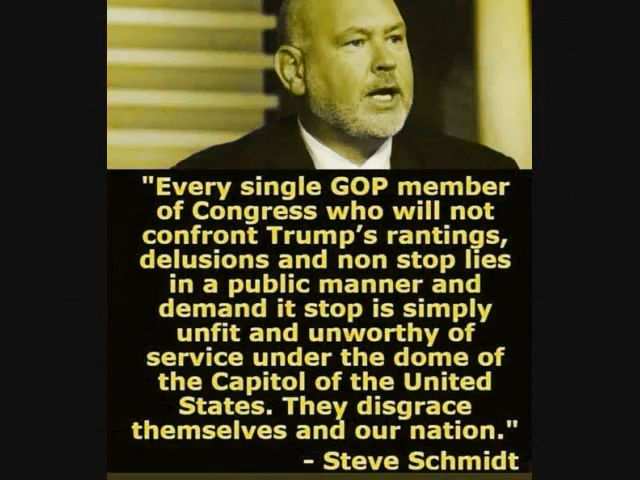 "Every single GOP member
of Congress who will not
confront Trump’s rantings,
delusions and non stop lies
in a public manner and
demand it stop is simply
unfit and unworthy of
service under the dome of
the Capitol of the United
States. They disgrace
themselves and our nation."
- Steve Schmidt